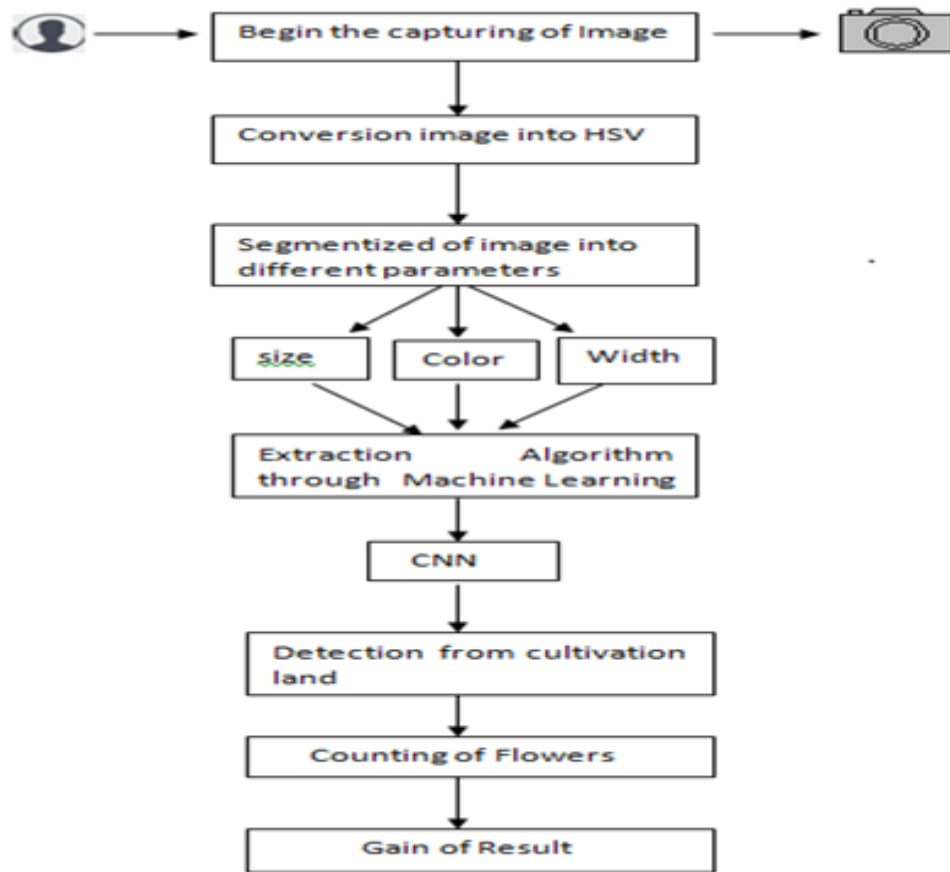 Begin the capturing of Image
Conversion image into HSV
Segmentized of image into
different parameters
size
Color
Width
Extraction Algorithm
through Machine Learning
CNN
Detection from cultivation
land
Counting of Flowers
Gain of Result